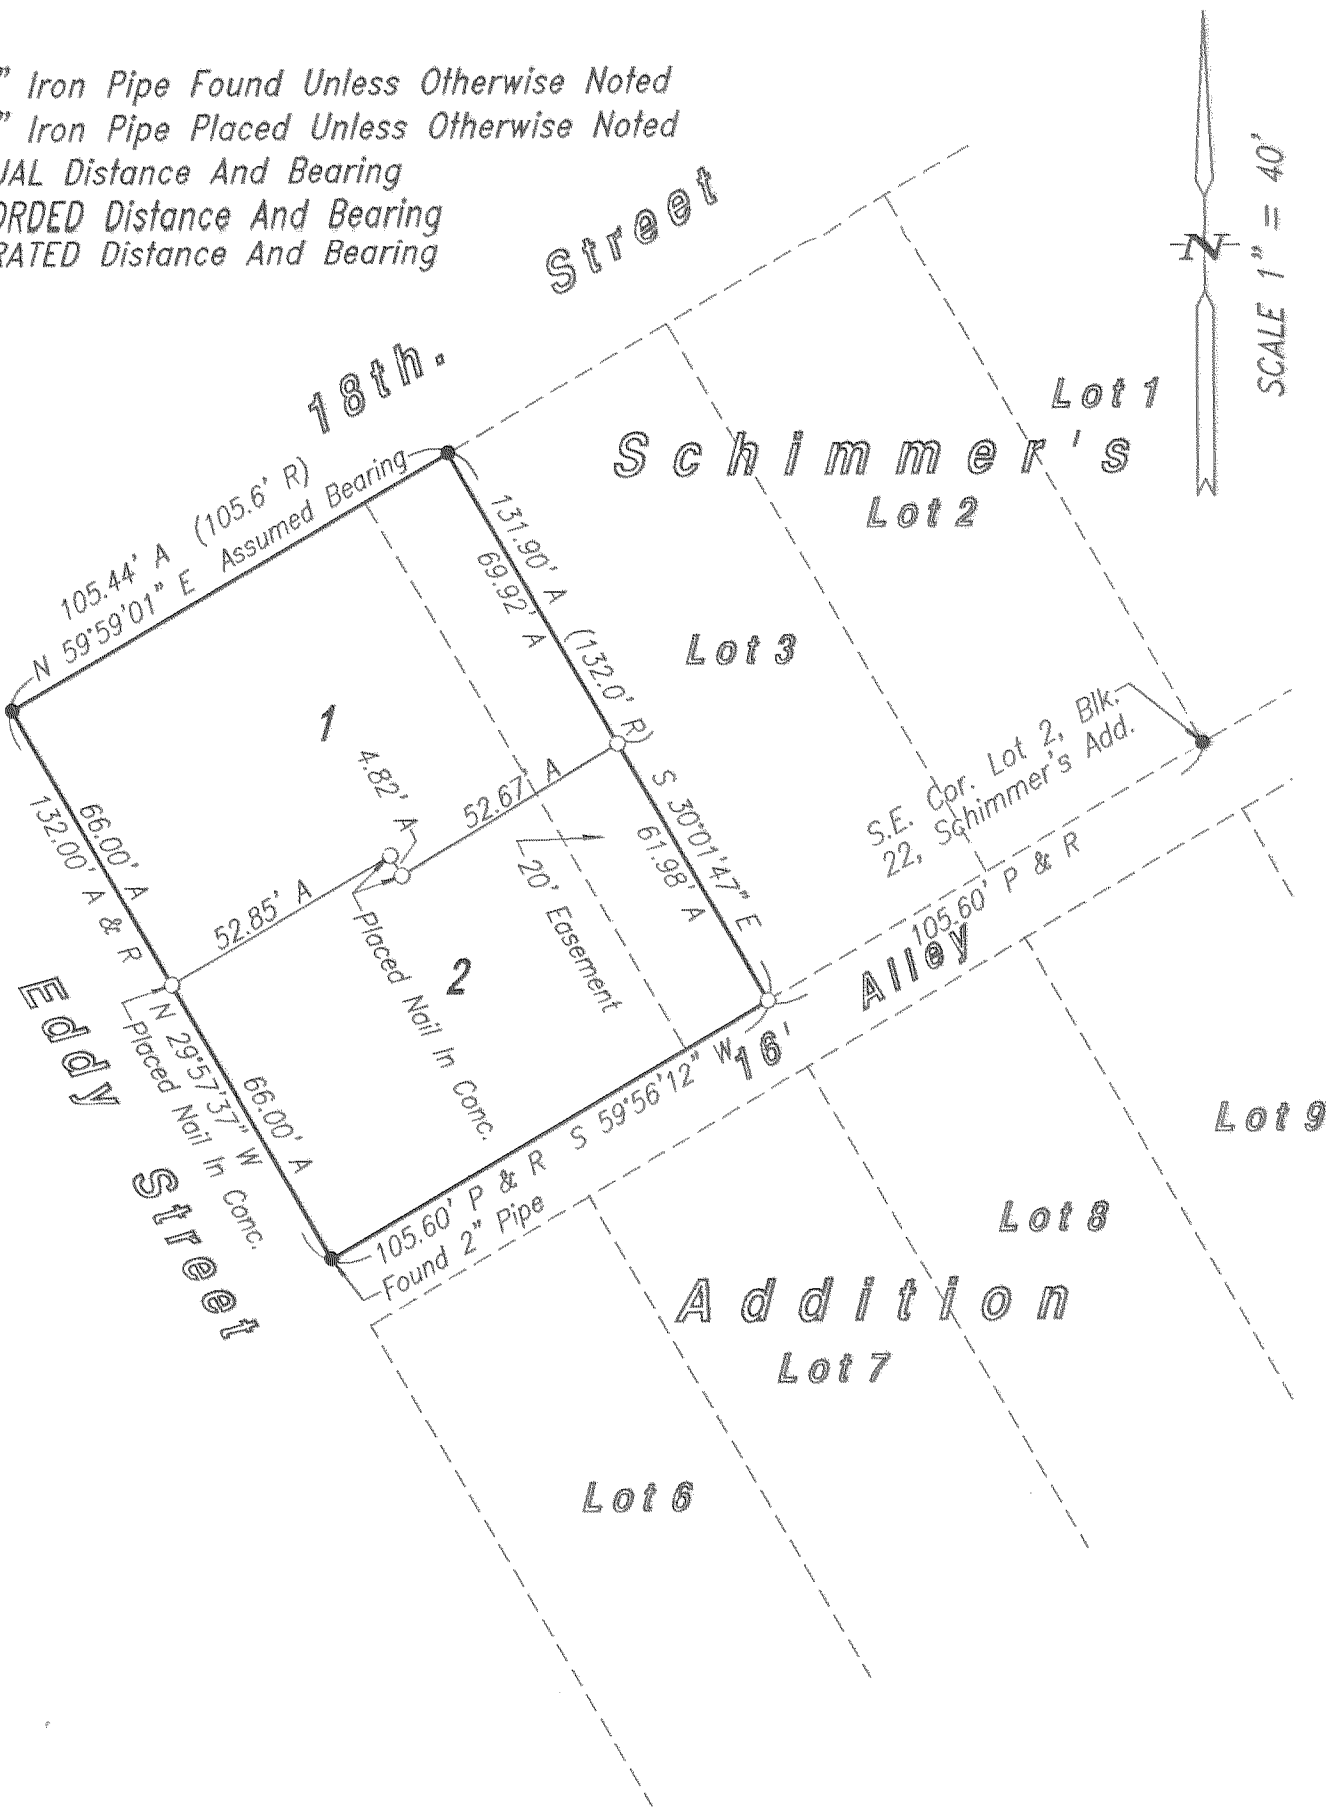 " Iron Pipe Found Unless Otherwise Noted
" Iron Pipe Placed Unless Otherwise Noted
UAL Distance And Bearing
ORDED Distance And Bearing
RATED Distance And Bearing
SCALE 1" = 40'
N
18th. Street
105.44' A (105.6' R)
N 59°59'01" E Assumed Bearing
131.90' A (132.0' R)
69.92' A
Schimmer's
Lot 1
Lot 2
Lot 3
1
4.82' A
52.67' A
52.85' A
66.00' A
132.00' A & R
S 30°01'47" E
61.98' A
20' Easement
Placed Nail In Conc.
2
S.E. Cor. Lot 2, Blk.
22, Schimmer's Add.
105.60' P & R
16' Alley
Eddy Street
N 29°57'37" W
Placed Nail In Conc.
66.00' A
105.60' P & R S 59°56'12" W
Found 2" Pipe
Lot 9
Lot 8
Addition
Lot 7
Lot 6